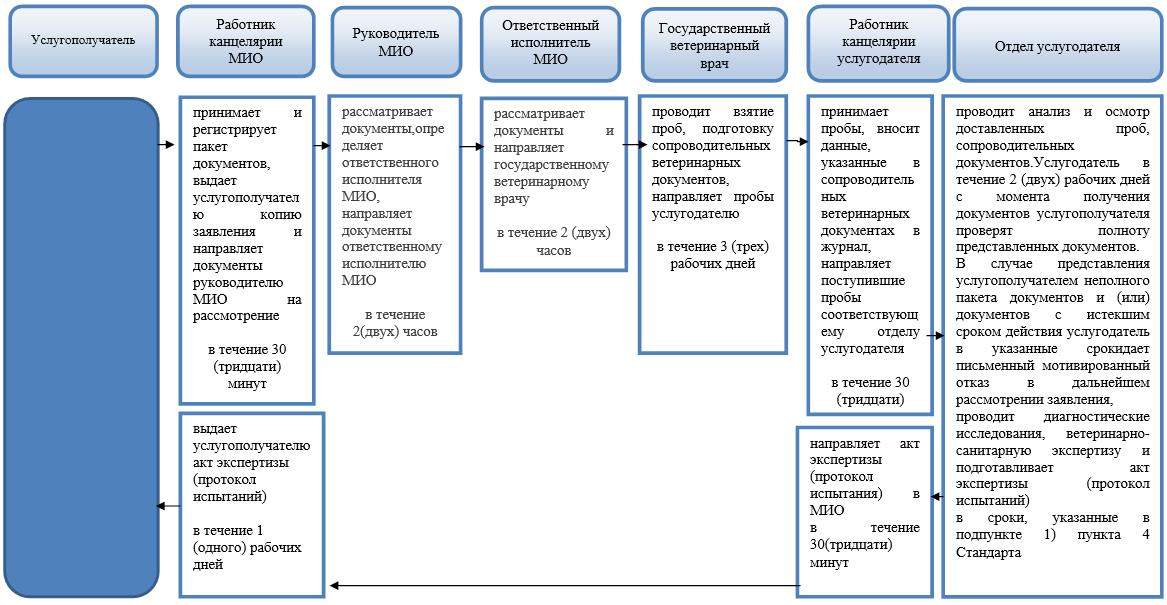 Услугополучатель
Работник
канцелярии
МИО
Руководитель
МИО
Ответственный
исполнитель
МИО
Государственный
ветеринарный
врач
Работник
канцелярии
услугодателя
Отдел услугодателя
принимает и
регистрирует
пакет
документов,
выдает
услугополучател
ю копию
заявления и
направляет
документы
руководителю
МИО на
рассмотрение
в течение 30
(тридцати)
минут
рассматривает
документы,опре
деляет
ответственного
исполнителя
МИО,
направляет
документы
ответственному
исполнителю
МИО
в течение
2(двух) часов
рассматривает
документы и
направляет
государственному
ветеринарному
врачу
в течение 2 (двух)
часов
проводит взятие
проб, подготовку
сопроводительных
ветеринарных
документов,
направляет пробы
услугодателю
в течение 3 (трех)
рабочих дней
принимает
пробы, вносит
данные,
указанные в
сопроводитель
ных
ветеринарных
документах в
журнал,
направляет
поступившие
пробы
соответствующ
ему отделу
услугодателя
в течение 30
(тридцати)
проводит анализ и осмотр
доставленных проб,
сопроводительных
документов.Услугодатель в
течение 2 (двух) рабочих дней
с момента получения
документов услугополучателя
проверят полноту
представленных документов.
В случае представления
услугополучателем неполного
пакета документов и (или)
документов с истекшим
сроком действия услугодатель
в указанные срокидает
письменный мотивированный
отказ в дальнейшем
рассмотрении заявления,
проводит диагностические
исследования, ветеринарно-
санитарную экспертизу и
подготавливает акт
экспертизы (протокол
испытаний)
в сроки, указанные в
подпункте 1) пункта 4
Стандарта
направляет акт
экспертизы
(протокол
испытания) в
МИО
в течение
30(тридцати)
минут
выдает
услугополучателю
акт экспертизы
(протокол
испытаний)
в течение 1
(одного) рабочих
дней